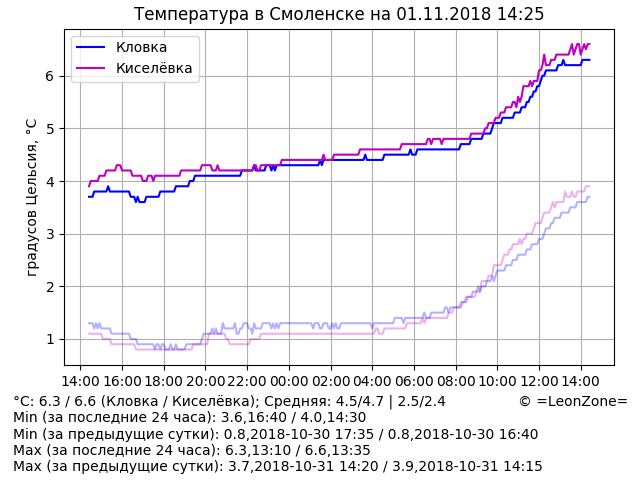 Температура в Смоленске на 01.11.2018 14:25
Кловка
Киселёвка
градусов Цельсия, °C
6
5
4
3
2
1
14:00 16:00 18:00 20:00 22:00 00:00 02:00 04:00 06:00 08:00 10:00 12:00 14:00
°C: 6.3 / 6.6 (Кловка / Киселёвка); Средняя: 4.5/4.7 | 2.5/2.4 © =LeonZone=
Min (за последние 24 часа): 3.6,16:40 / 4.0,14:30
Min (за предыдущие сутки): 0.8,2018-10-30 17:35 / 0.8,2018-10-30 16:40
Max (за последние 24 часа): 6.3,13:10 / 6.6,13:35
Max (за предыдущие сутки): 3.7,2018-10-31 14:20 / 3.9,2018-10-31 14:15